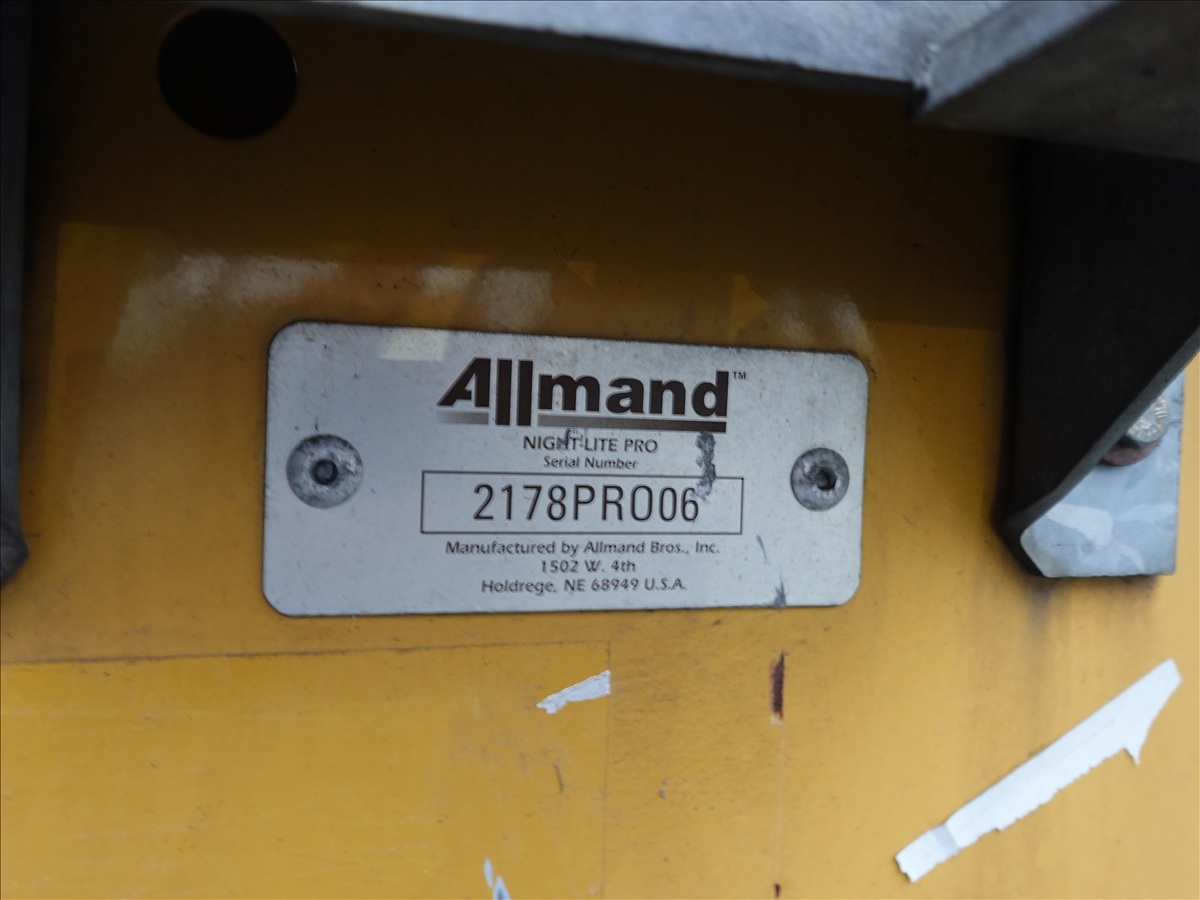 Allmand™
NIGHT-LITE PRO
Serial Number
2178PRO06
Manufactured by Allmand Bros., Inc.
1502 W. 4th
Holdrege, NE 68949 U.S.A.